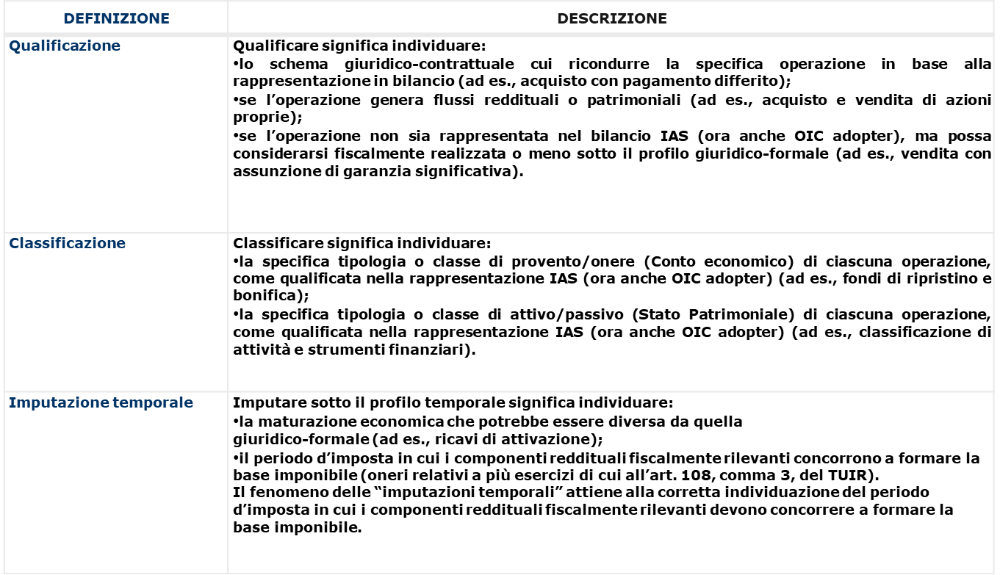 DEFINIZIONE
DESCRIZIONE
Qualificazione
Qualificare significa individuare:
•lo schema giuridico-contrattuale cui ricondurre la specifica operazione in base alla
rappresentazione in bilancio (ad es., acquisto con pagamento differito);
•se l’operazione genera flussi reddituali o patrimoniali (ad es., acquisto e vendita di azioni
proprie);
•se l’operazione non sia rappresentata nel bilancio IAS (ora anche OIC adopter), ma possa
considerarsi fiscalmente realizzata o meno sotto il profilo giuridico-formale (ad es., vendita con
assunzione di garanzia significativa).
Classificazione
Classificare significa individuare:
•la specifica tipologia o classe di provento/onere (Conto economico) di ciascuna operazione,
come qualificata nella rappresentazione IAS (ora anche OIC adopter) (ad es., fondi di ripristino e
bonifica);
•la specifica tipologia o classe di attivo/passivo (Stato Patrimoniale) di ciascuna operazione,
come qualificata nella rappresentazione IAS (ora anche OIC adopter) (ad es., classificazione di
attività e strumenti finanziari).
Imputazione temporale
Imputare sotto il profilo temporale significa individuare:
•la maturazione economica che potrebbe essere diversa da quella
giuridico-formale (ad es., ricavi di attivazione);
•il periodo d’imposta in cui i componenti reddituali fiscalmente rilevanti concorrono a formare la
base imponibile (oneri relativi a più esercizi di cui all’art. 108, comma 3, del TUIR).
Il fenomeno delle “imputazioni temporali” attiene alla corretta individuazione del periodo
d’imposta in cui i componenti reddituali fiscalmente rilevanti devono concorrere a formare la
base imponibile.